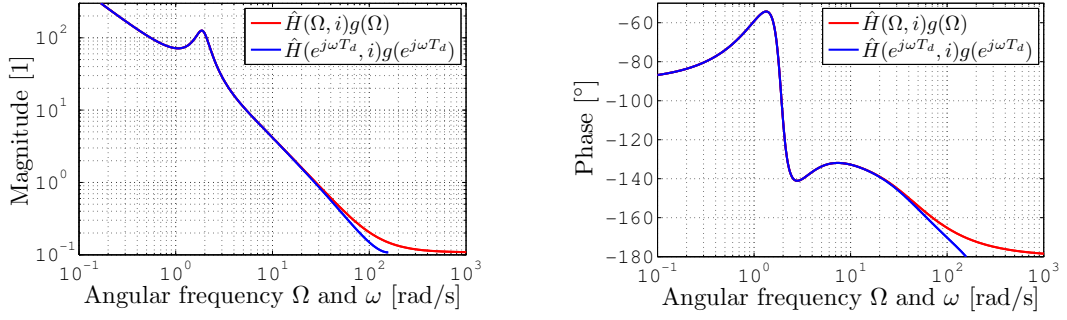 Ĥ(Ω, i)g(Ω)
Ĥ(e^{jωT_d}, i)g(e^{jωT_d})
Magnitude [1]
10^2
10^1
10^0
10^{-1}
10^{-1} 10^0 10^1 10^2 10^3
Angular frequency Ω and ω [rad/s]
Ĥ(Ω, i)g(Ω)
Ĥ(e^{jωT_d}, i)g(e^{jωT_d})
Phase [°]
-60
-80
-100
-120
-140
-160
-180
10^{-1} 10^0 10^1 10^2 10^3
Angular frequency Ω and ω [rad/s]